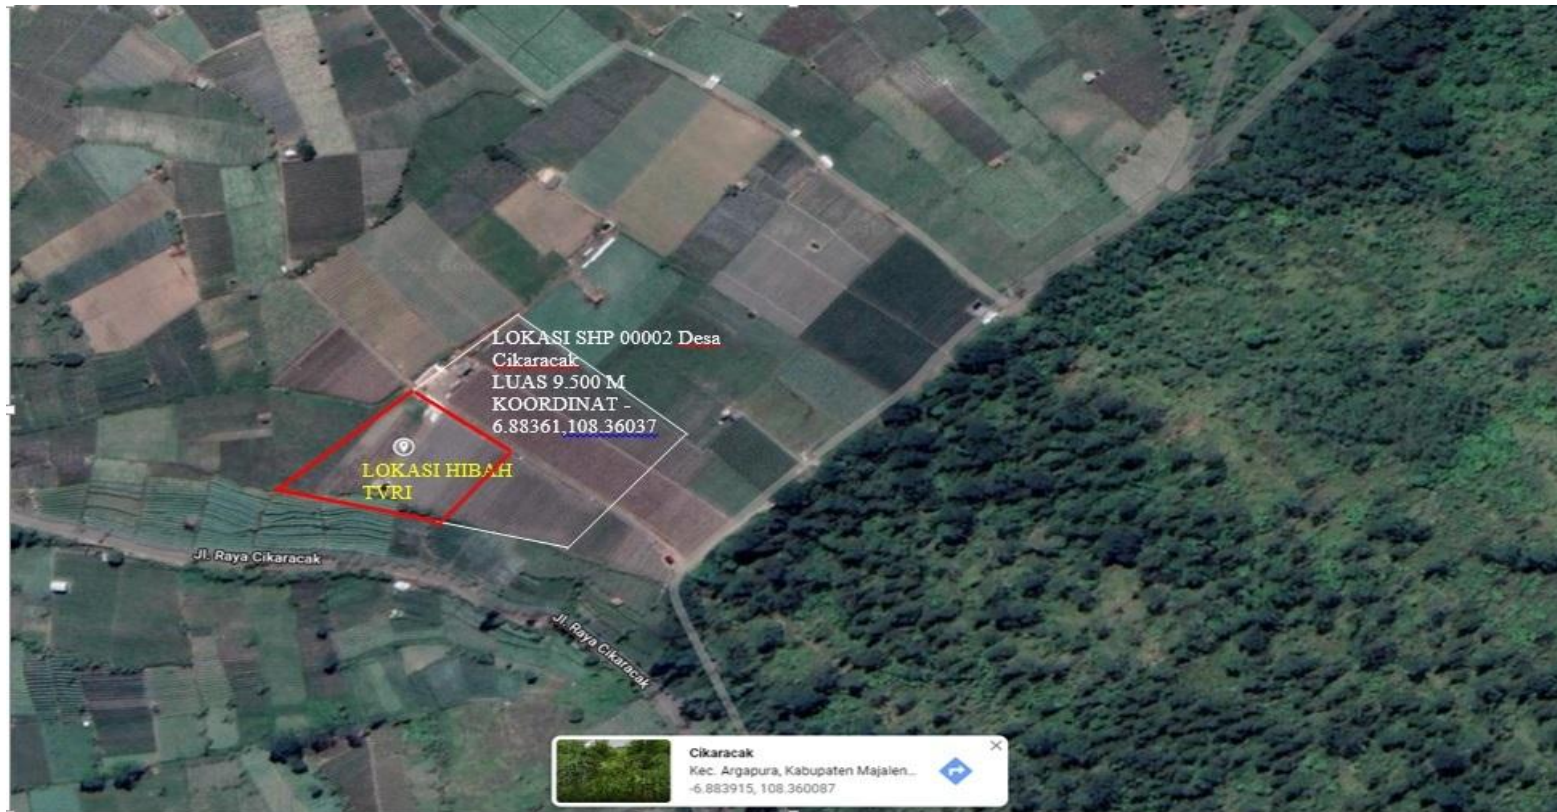 LOKASI SHP 00002 Desa
Cikaracak
LUAS 9.500 M
KOORDINAT -
6.88361,108.36037
LOKASI HIBAH
TVRI
Jl. Raya Cikaracak
Jl. Raya Cikaracak
Cikaracak
Kec. Argapura, Kabupaten Majalen...
-6.883915, 108.360087